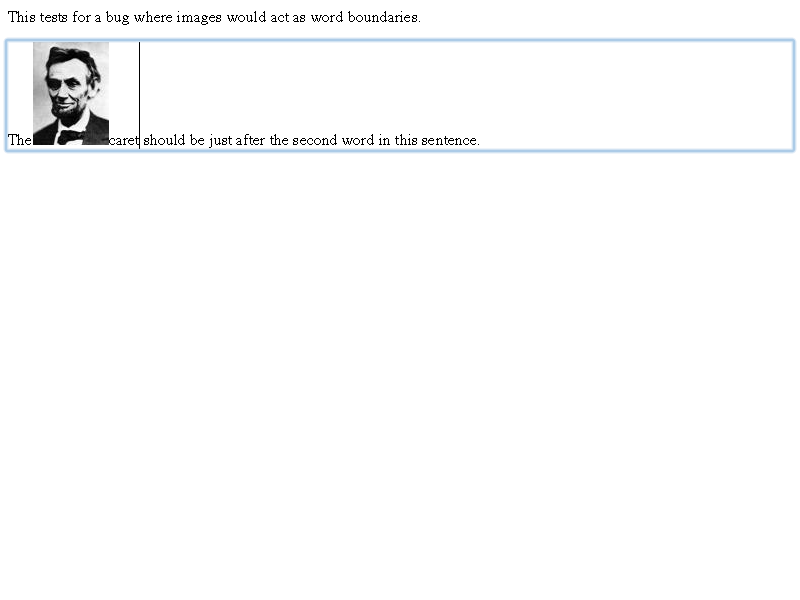 This tests for a bug where images would act as word boundaries.
The caret should be just after the second word in this sentence.